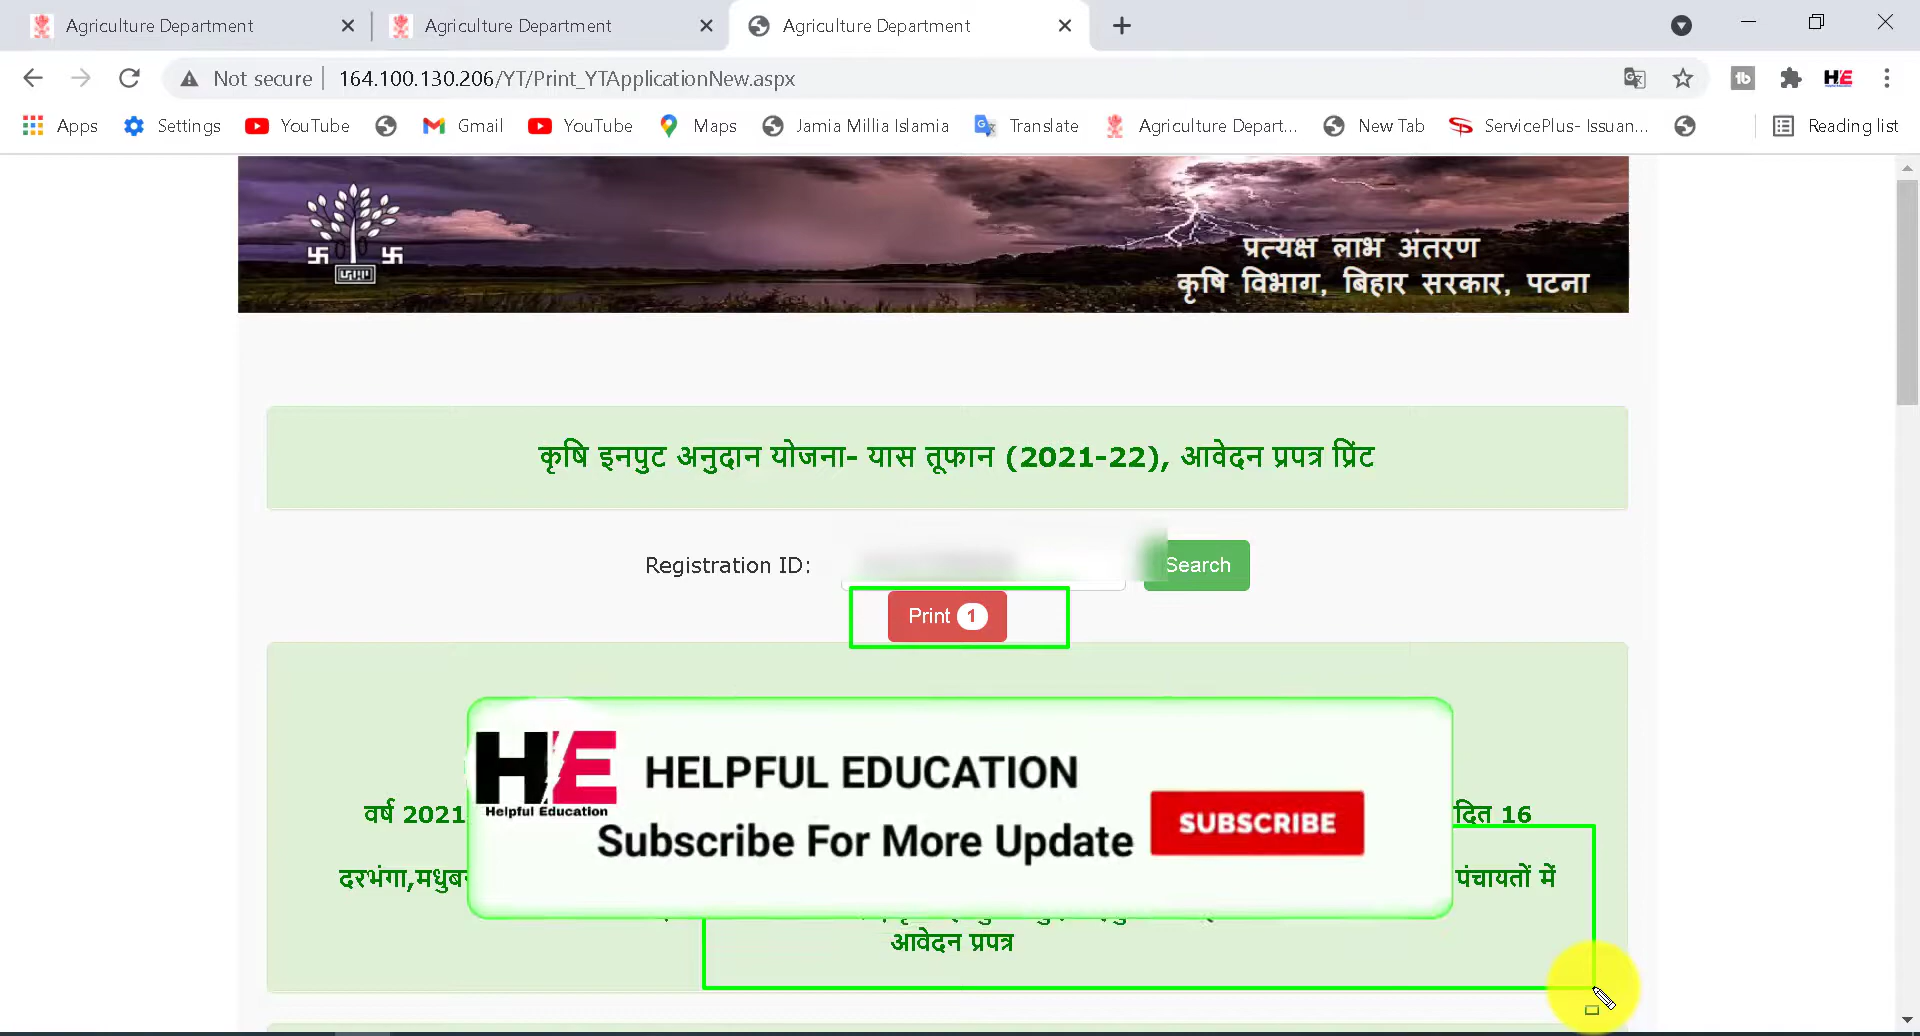 Agriculture Department
Agriculture Department
Agriculture Department
Not secure 164.100.130.206/YT/Print_YTApplicationNew.aspx
Apps Settings YouTube Gmail YouTube Maps Jamia Millia Islamia Translate Agriculture Depart... New Tab ServicePlus- Issuan... Reading list
प्रत्यक्ष लाभ अंतरण
कृषि विभाग, बिहार सरकार, पटना
कृषि इनपुट अनुदान योजना- यास तूफान (2021-22), आवेदन प्रपत्र प्रिंट
Registration ID: Search
Print 1
HE
Helpful Education
HELPFUL EDUCATION
Subscribe For More Update
SUBSCRIBE
वर्ष 2021 दित 16
दरभंगा,मधुब पंचायतों में
आवेदन प्रपत्र